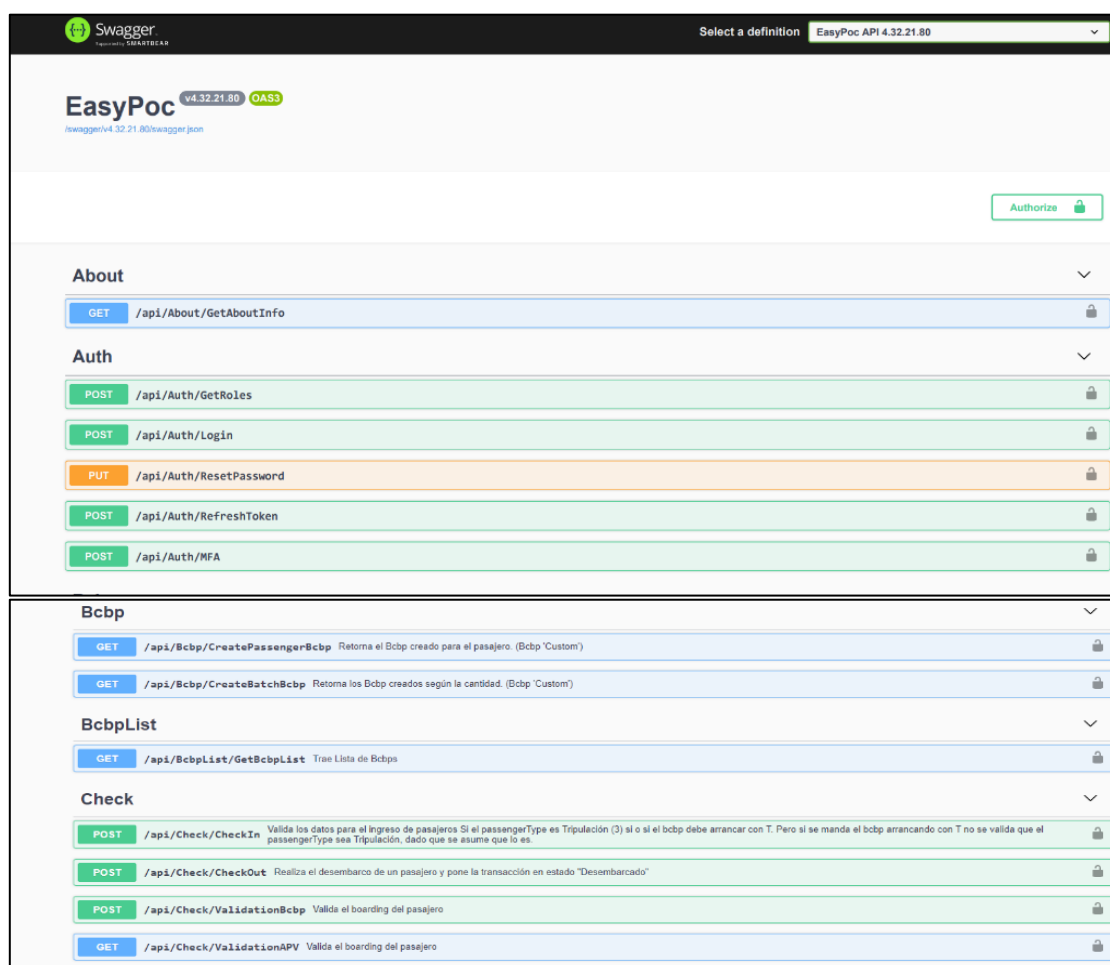 Swagger.
Supported by SMARTBEAR
Select a definition
EasyPoc API 4.32.21.80
EasyPoc v4.32.21.80 OAS3
/swagger/v4.32.21.80/swagger.json
Authorize
About
GET /api/About/GetAboutInfo
Auth
POST /api/Auth/GetRoles
POST /api/Auth/Login
PUT /api/Auth/ResetPassword
POST /api/Auth/RefreshToken
POST /api/Auth/MFA
Bcbp
GET /api/Bcbp/CreatePassengerBcbp Retorna el Bcbp creado para el pasajero. (Bcbp 'Custom')
GET /api/Bcbp/CreateBatchBcbp Retorna los Bcbp creados según la cantidad. (Bcbp 'Custom')
BcbpList
GET /api/BcbpList/GetBcbpList Trae Lista de Bcbps
Check
POST /api/Check/CheckIn Valida los datos para el ingreso de pasajeros Si el passengerType es Tripulación (3) si o si el bcbp debe arrancar con T. Pero si se manda el bcbp arrancando con T no se valida que el
passengerType sea Tripulación, dado que se asume que lo es.
POST /api/Check/CheckOut Realiza el desembarco de un pasajero y pone la transacción en estado "Desembarcado"
POST /api/Check/ValidationBcbp Valida el boarding del pasajero
GET /api/Check/ValidationAPV Valida el boarding del pasajero